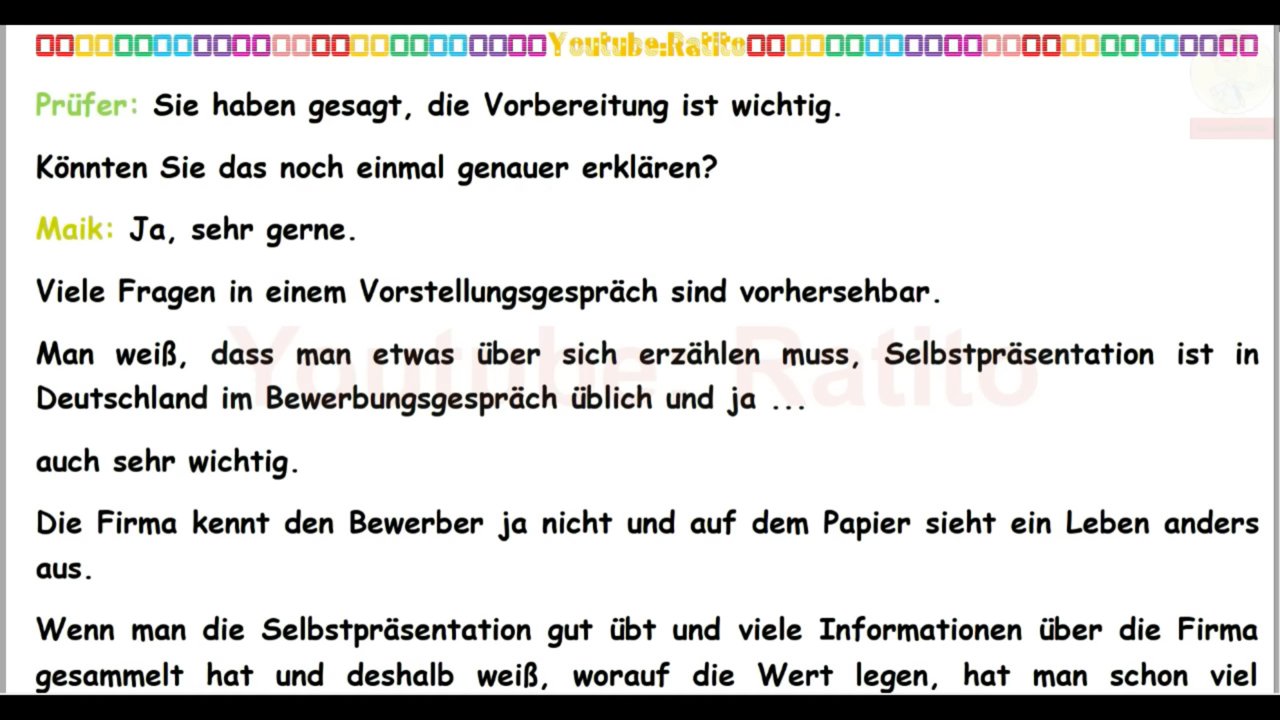 Youtube:Ratito
Prüfer: Sie haben gesagt, die Vorbereitung ist wichtig.
Könnten Sie das noch einmal genauer erklären?
Maik: Ja, sehr gerne.
Viele Fragen in einem Vorstellungsgespräch sind vorhersehbar.
Youtube: Ratito
Man weiß, dass man etwas über sich erzählen muss, Selbstpräsentation ist in
Deutschland im Bewerbungsgespräch üblich und ja ...
auch sehr wichtig.
Die Firma kennt den Bewerber ja nicht und auf dem Papier sieht ein Leben anders
aus.
Wenn man die Selbstpräsentation gut übt und viele Informationen über die Firma
gesammelt hat und deshalb weiß, worauf die Wert legen, hat man schon viel